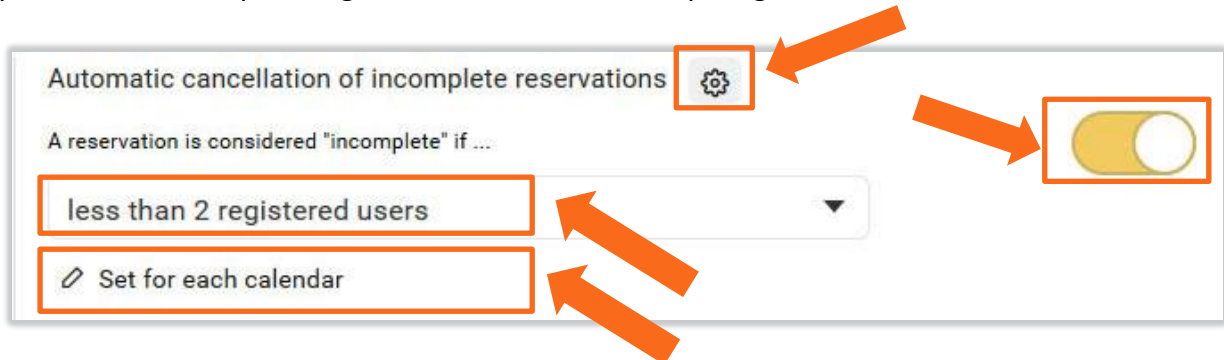 Automatic cancellation of incomplete reservations
A reservation is considered "incomplete" if ...
less than 2 registered users
Set for each calendar